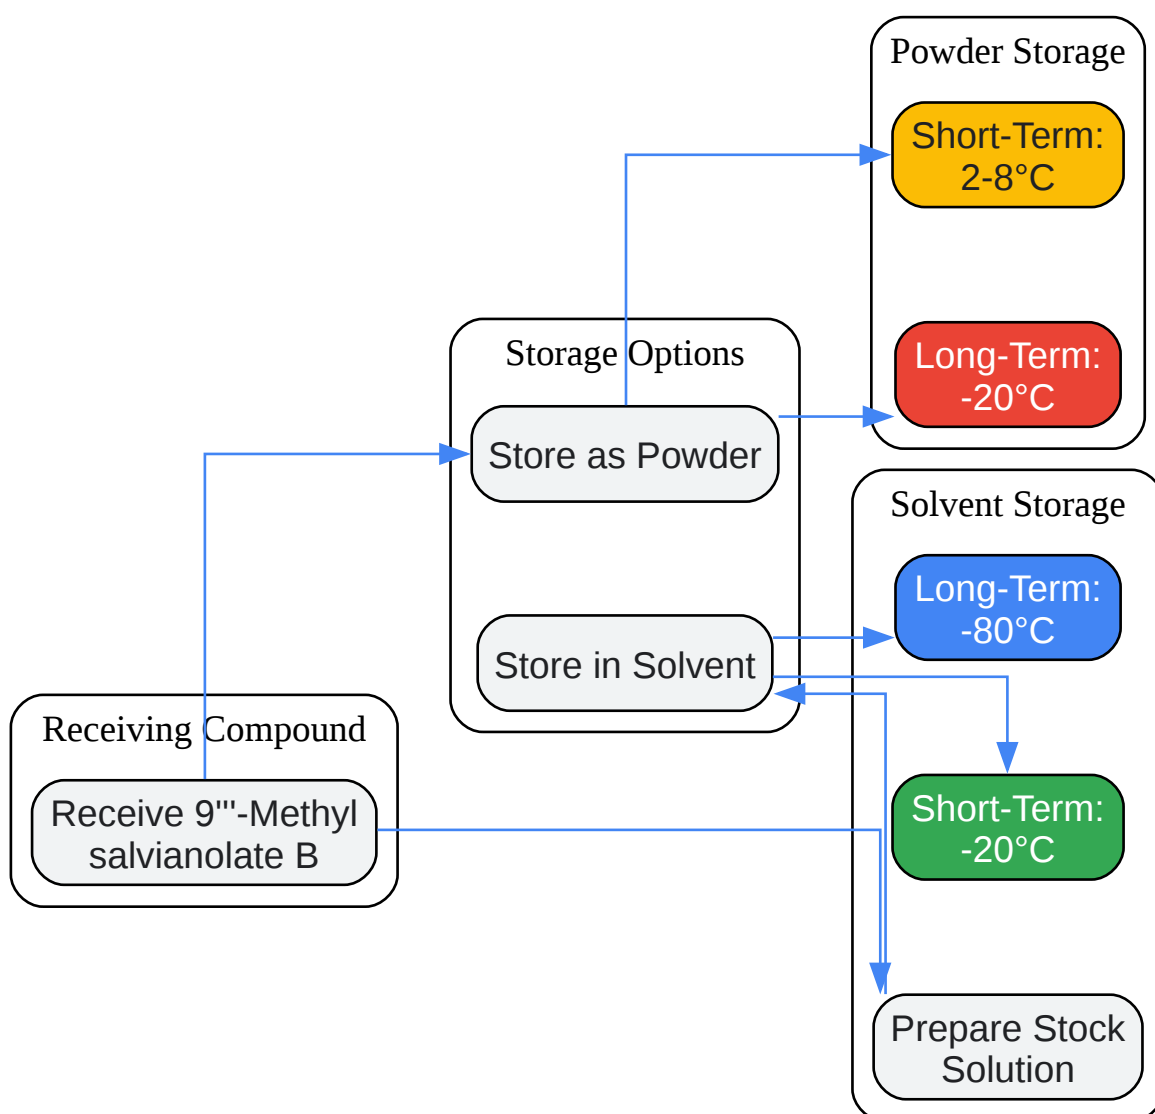 Powder Storage
Short-Term:
2-8°C
Long-Term:
-20°C
Storage Options
Store as Powder
Store in Solvent
Solvent Storage
Long-Term:
-80°C
Short-Term:
-20°C
Prepare Stock
Solution
Receiving Compound
Receive 9'''-Methyl
salvianolate B